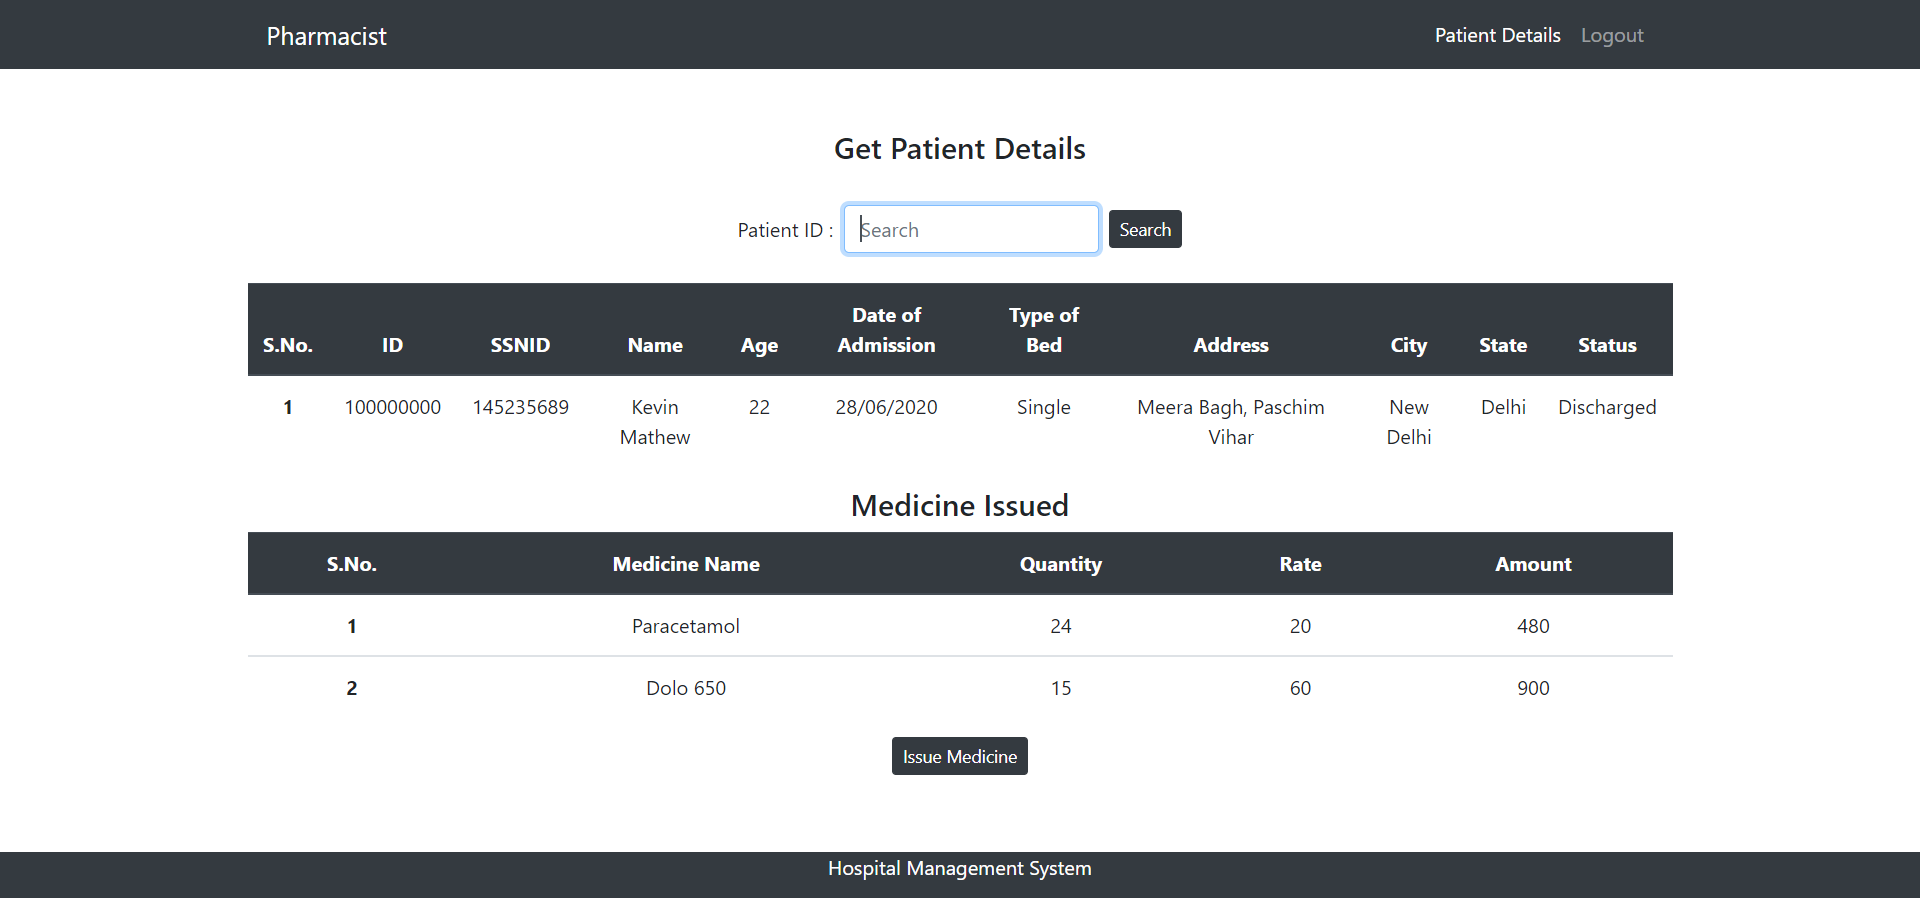 Pharmacist Patient Details Logout
Get Patient Details
Patient ID : Search Search
Date of Type of
S.No. ID SSNID Name Age Admission Bed Address City State Status
1 100000000 145235689 Kevin 22 28/06/2020 Single Meera Bagh, Paschim New Delhi Discharged
Mathew Vihar Delhi
Medicine Issued
S.No. Medicine Name Quantity Rate Amount
1 Paracetamol 24 20 480
2 Dolo 650 15 60 900
Issue Medicine
Hospital Management System